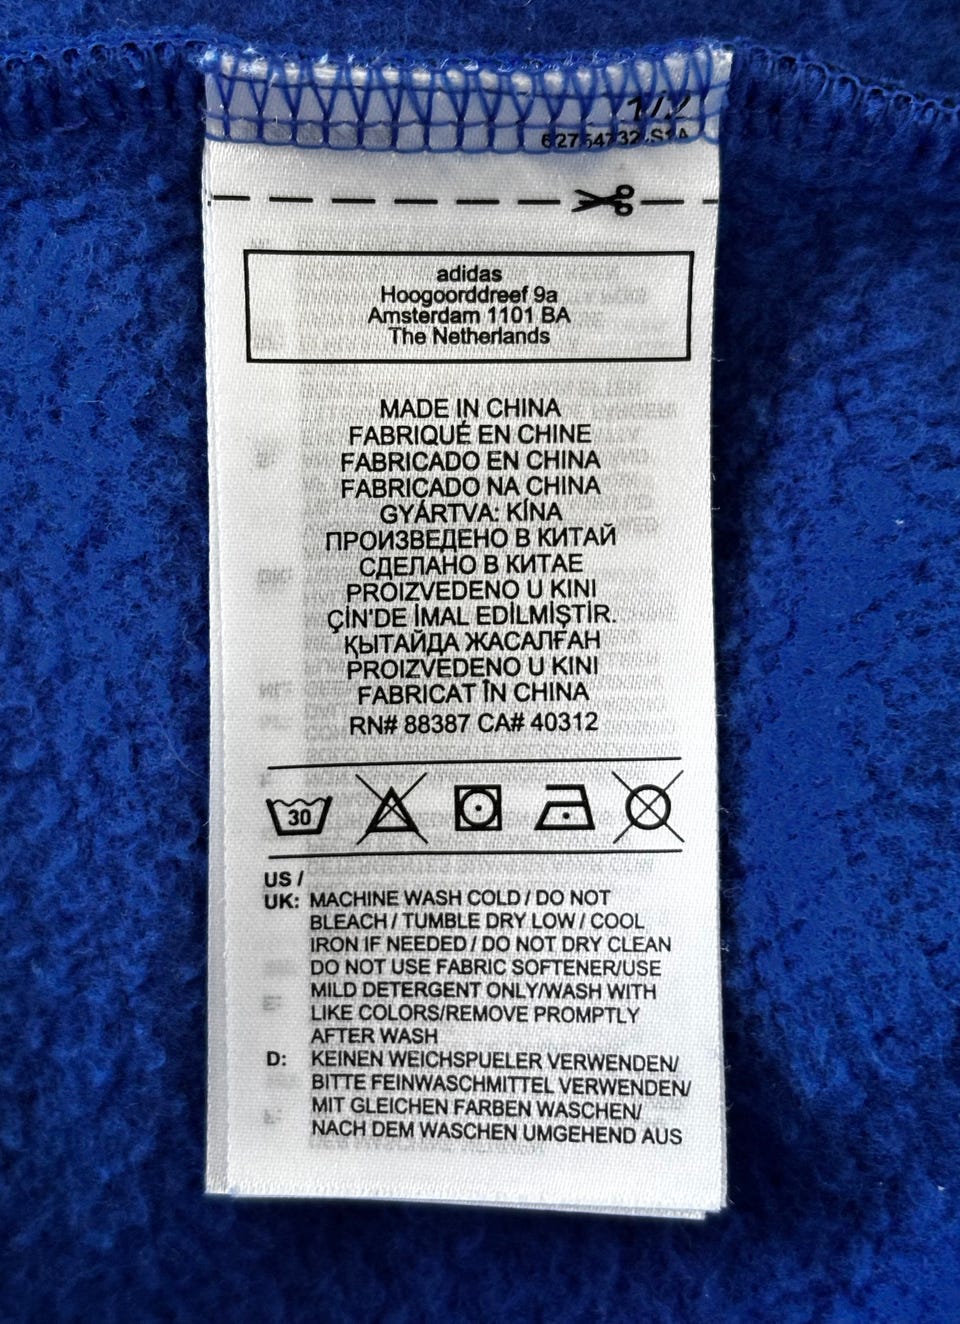 1/2
62754732 S1A
adidas
Hoogoorddreef 9a
Amsterdam 1101 BA
The Netherlands
MADE IN CHINA
FABRIQUÉ EN CHINE
FABRICADO EN CHINA
FABRICADO NA CHINA
GYÁRTVA: KÍNA
ПРОИЗВЕДЕНО В КИТАЙ
СДЕЛАНО В КИТАЕ
PROIZVEDENO U KINI
ÇİN'DE İMAL EDİLMİŞTİR.
ҚЫТАЙДА ЖАСАЛҒАН
PROIZVEDENO U KINI
FABRICAT ÎN CHINA
RN# 88387 CA# 40312
30
US /
UK: MACHINE WASH COLD / DO NOT
BLEACH / TUMBLE DRY LOW / COOL
IRON IF NEEDED / DO NOT DRY CLEAN
DO NOT USE FABRIC SOFTENER/USE
MILD DETERGENT ONLY/WASH WITH
LIKE COLORS/REMOVE PROMPTLY
AFTER WASH
D: KEINEN WEICHSPUELER VERWENDEN/
BITTE FEINWASCHMITTEL VERWENDEN/
MIT GLEICHEN FARBEN WASCHEN/
NACH DEM WASCHEN UMGEHEND AUS